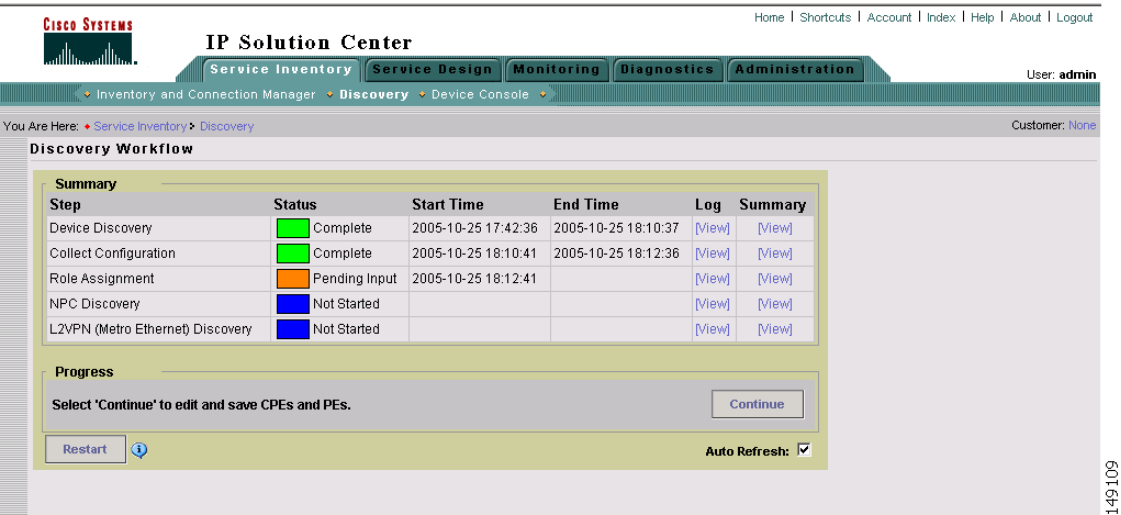 Home | Shortcuts | Account | Index | Help | About | Logout
CISCO SYSTEMS
IP Solution Center
Service Inventory Service Design Monitoring Diagnostics Administration
User: admin
Inventory and Connection Manager Discovery Device Console
You Are Here: Service Inventory Discovery Customer: None
Discovery Workflow
Summary
Step Status Start Time End Time Log Summary
Device Discovery Complete 2005-10-25 17:42:36 2005-10-25 18:10:37 [View] [View]
Collect Configuration Complete 2005-10-25 18:10:41 2005-10-25 18:12:36 [View] [View]
Role Assignment Pending Input 2005-10-25 18:12:41 [View] [View]
NPC Discovery Not Started [View] [View]
L2VPN (Metro Ethernet) Discovery Not Started [View] [View]
Progress
Select 'Continue' to edit and save CPEs and PEs. Continue
Restart Auto Refresh:
149109